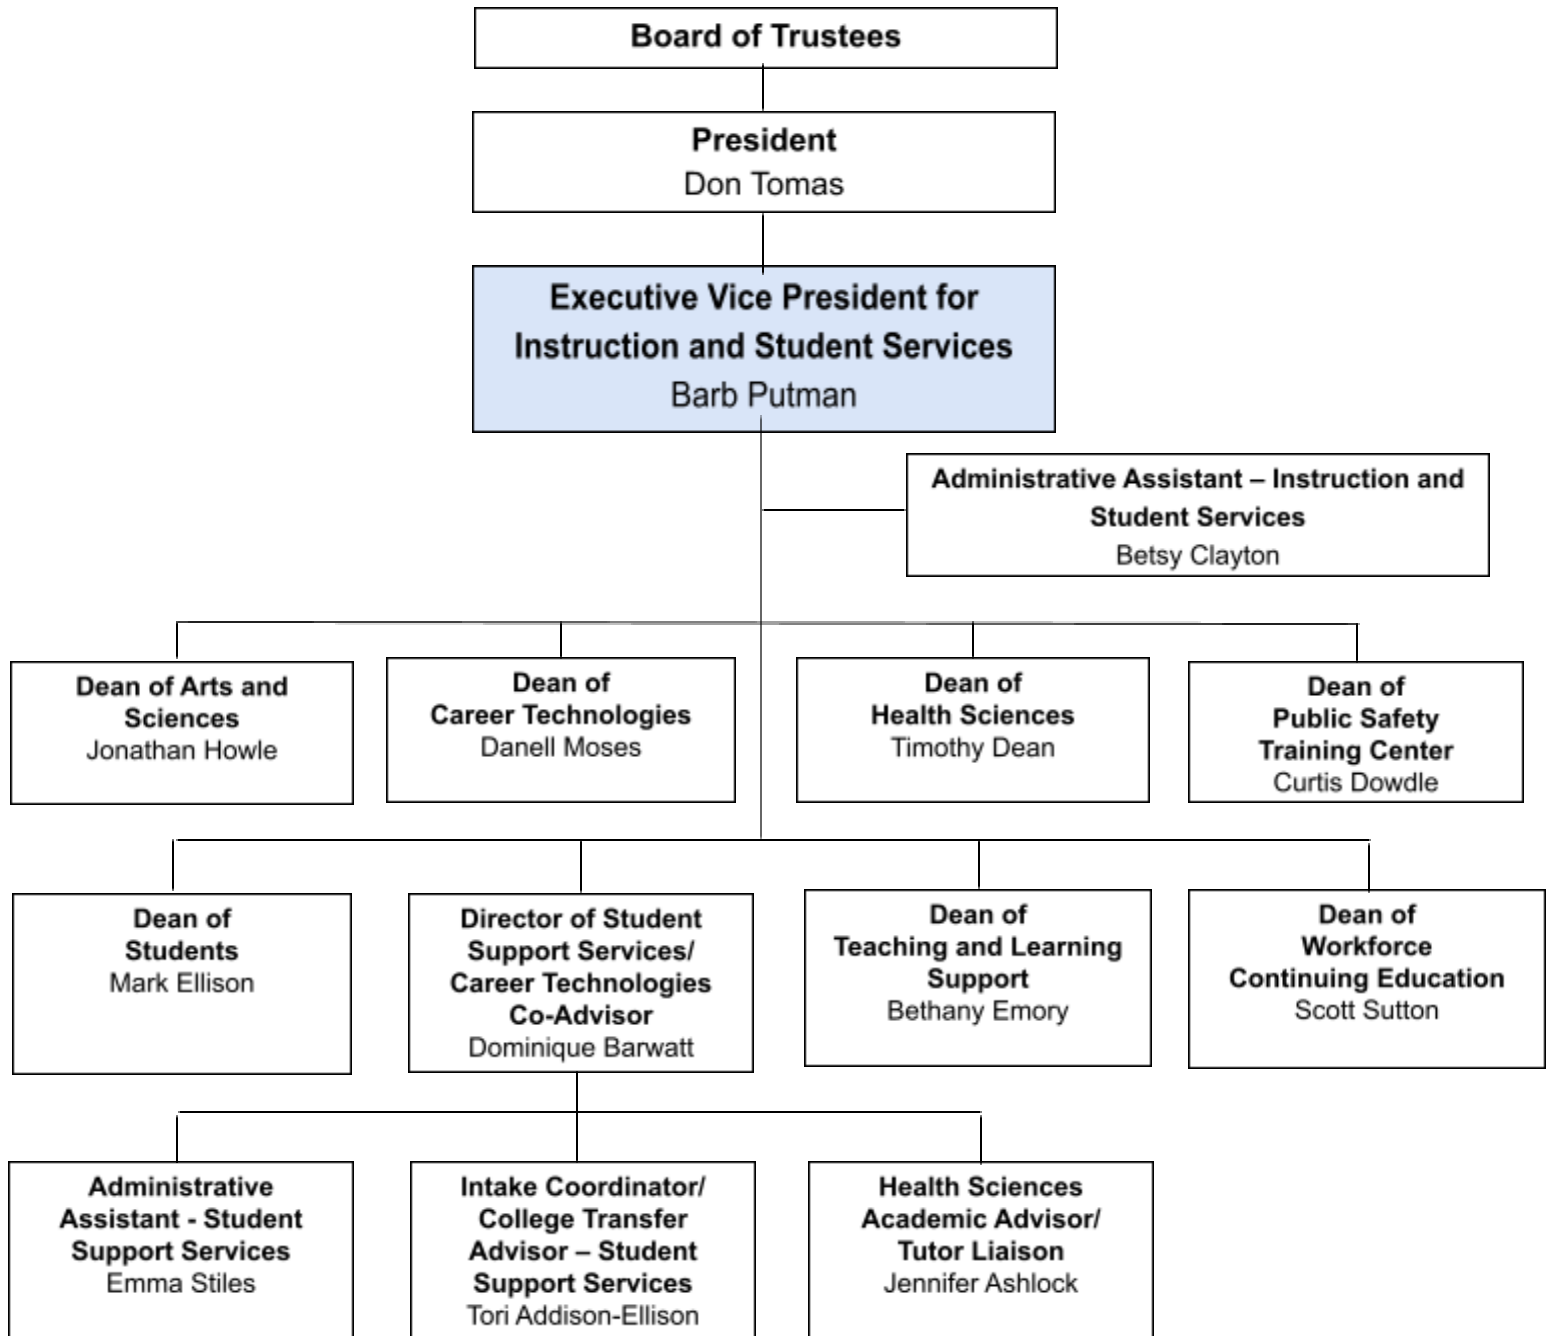 Board of Trustees
President
Don Tomas
Executive Vice President for
Instruction and Student Services
Barb Putman
Administrative Assistant – Instruction and
Student Services
Betsy Clayton
Dean of Arts and
Sciences
Jonathan Howle
Dean of
Career Technologies
Danell Moses
Dean of
Health Sciences
Timothy Dean
Dean of
Public Safety
Training Center
Curtis Dowdle
Dean of
Students
Mark Ellison
Director of Student
Support Services/
Career Technologies
Co-Advisor
Dominique Barwatt
Dean of
Teaching and Learning
Support
Bethany Emory
Dean of
Workforce
Continuing Education
Scott Sutton
Administrative
Assistant - Student
Support Services
Emma Stiles
Intake Coordinator/
College Transfer
Advisor – Student
Support Services
Tori Addison-Ellison
Health Sciences
Academic Advisor/
Tutor Liaison
Jennifer Ashlock